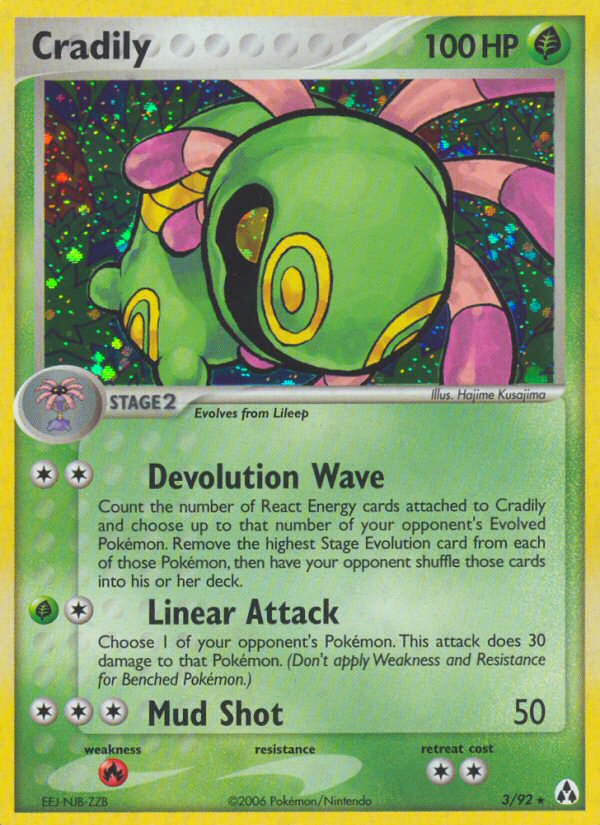 Cradily 100 HP
Illus. Hajime Kusajima
STAGE 2
Evolves from Lileep
Devolution Wave
Count the number of React Energy cards attached to Cradily
and choose up to that number of your opponent's Evolved
Pokémon. Remove the highest Stage Evolution card from each
of those Pokémon, then have your opponent shuffle those cards
into his or her deck.
Linear Attack
Choose 1 of your opponent's Pokémon. This attack does 30
damage to that Pokémon. (Don't apply Weakness and Resistance
for Benched Pokémon.)
Mud Shot 50
weakness resistance retreat cost
EEJ-NJB-ZZB ©2006 Pokémon/Nintendo 3/92 ★